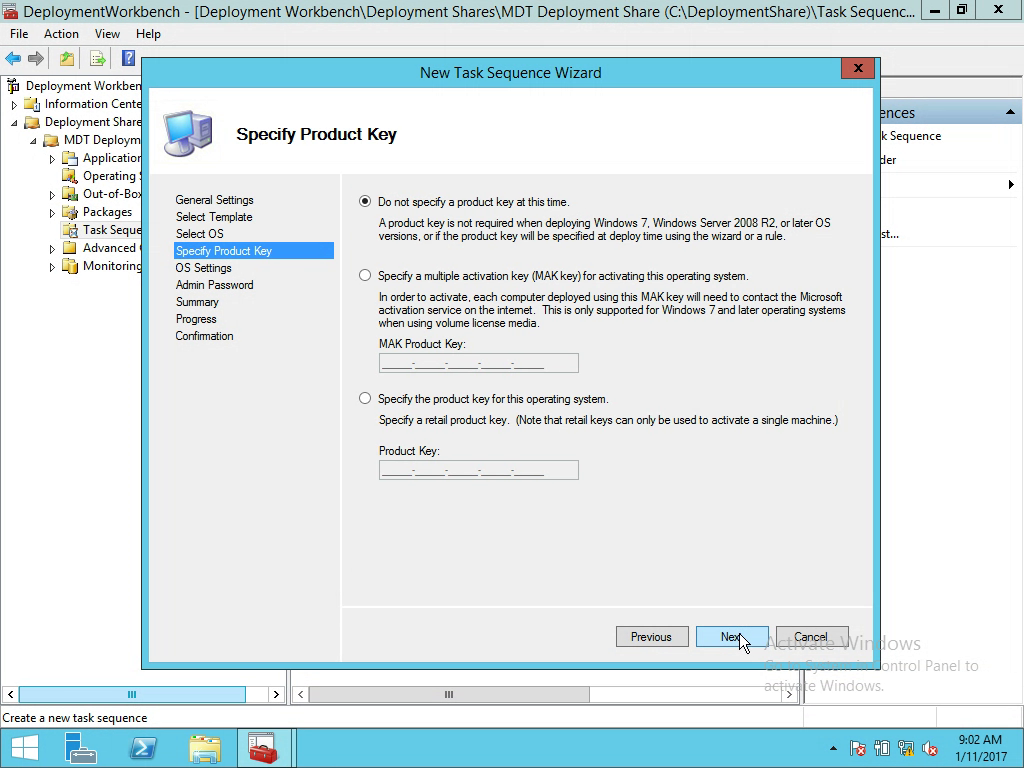 DeploymentWorkbench - [Deployment Workbench\Deployment Shares\MDT Deployment Share (C:\DeploymentShare)\Task Sequenc...
File Action View Help
New Task Sequence Wizard
Deployment Workben
Information Cente
Deployment Share
MDT Deploym
Application
Operating S
Out-of-Box
Packages
Task Seque
Advanced
Monitoring
ences
k Sequence
der
st...
Specify Product Key
General Settings
Select Template
Select OS
Specify Product Key
OS Settings
Admin Password
Summary
Progress
Confirmation
Do not specify a product key at this time.
A product key is not required when deploying Windows 7, Windows Server 2008 R2, or later OS
versions, or if the product key will be specified at deploy time using the wizard or a rule.
Specify a multiple activation key (MAK key) for activating this operating system.
In order to activate, each computer deployed using this MAK key will need to contact the Microsoft
activation service on the internet. This is only supported for Windows 7 and later operating systems
when using volume license media.
MAK Product Key:
_____-_____-_____-_____-_____
Specify the product key for this operating system.
Specify a retail product key. (Note that retail keys can only be used to activate a single machine.)
Product Key:
_____-_____-_____-_____-_____
Previous Next Cancel
Activate Windows
Go to System in Control Panel to
activate Windows.
Create a new task sequence
9:02 AM
1/11/2017